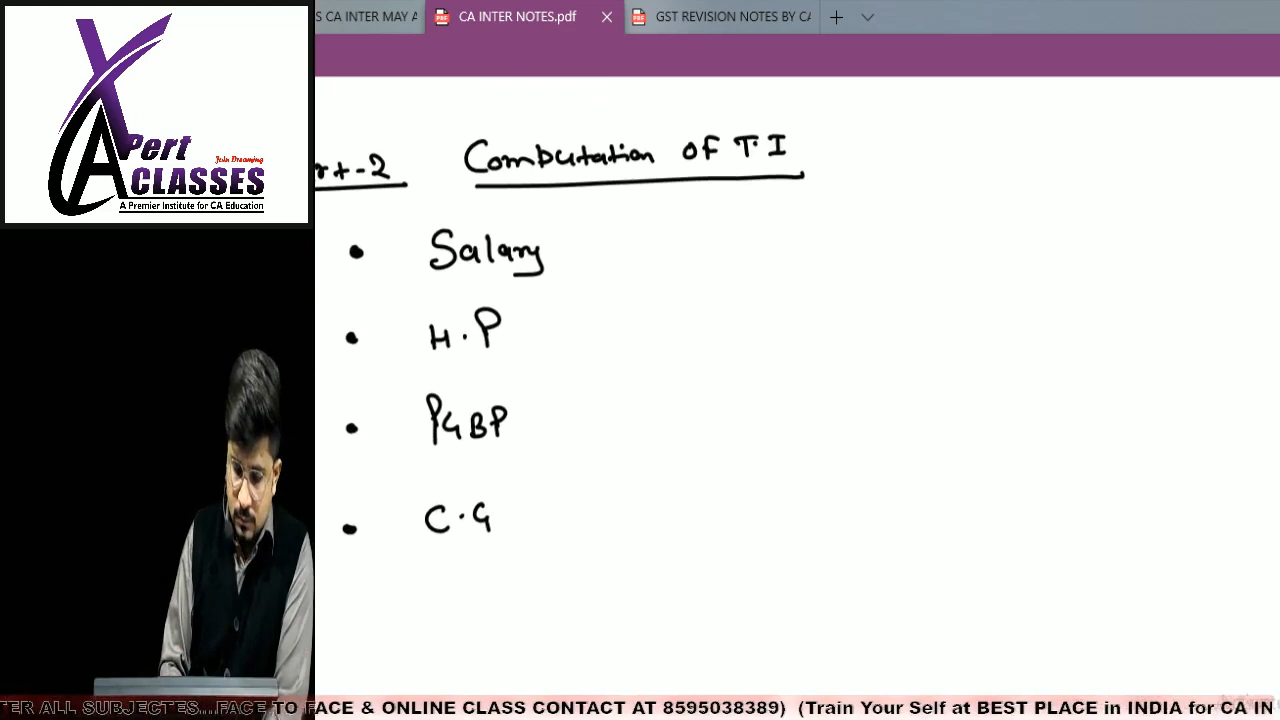 S CA INTER MAY A
CA INTER NOTES.pdf
GST REVISION NOTES BY CA
XPert
Join Dreaming
CLASSES
A Premier Institute for CA Education
rt-2 Computation of T.I
• Salary
• H.P
• PGBP
• C.G
TER ALL SUBJECTES...FACE TO FACE & ONLINE CLASS CONTACT AT 8595038389) (Train Your Self at BEST PLACE in INDIA for CA IN